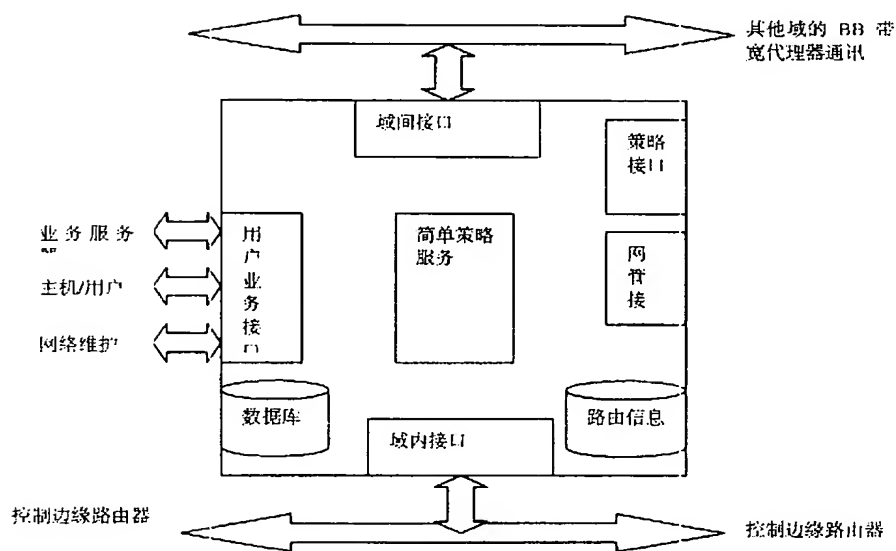 其他域的 BB 带
宽代理器通讯
域间接口
策略
接口
业务服务
用
户
业
务
接
口
简单策略
服务
网
管
接
主机/用户
网络维护
数据库
路由信息
域内接口
控制边缘路由器
控制边缘路由器